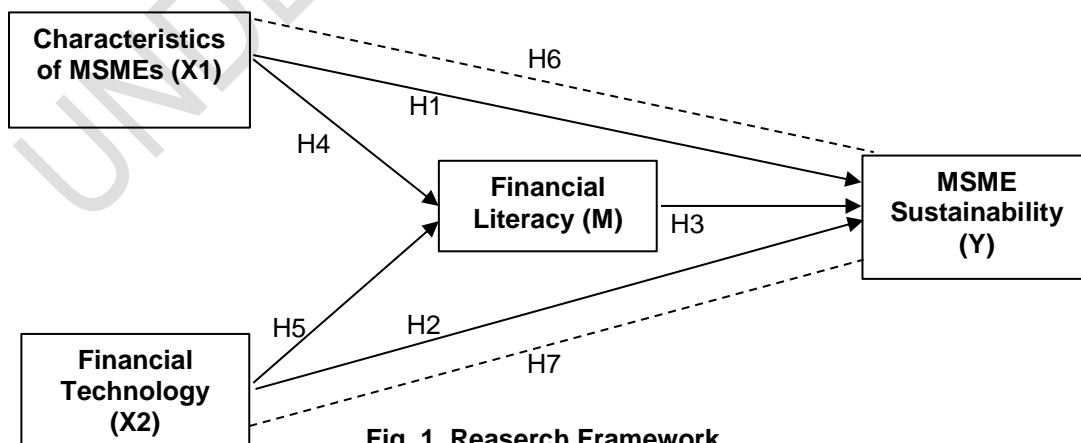 Characteristics
of MSMEs (X1)
H6
H1
H4
Financial
Literacy (M)
H3
MSME
Sustainability
(Y)
H5
H2
H7
Financial
Technology
(X2)
Fig. 1. Reaserch Framework
UNDE